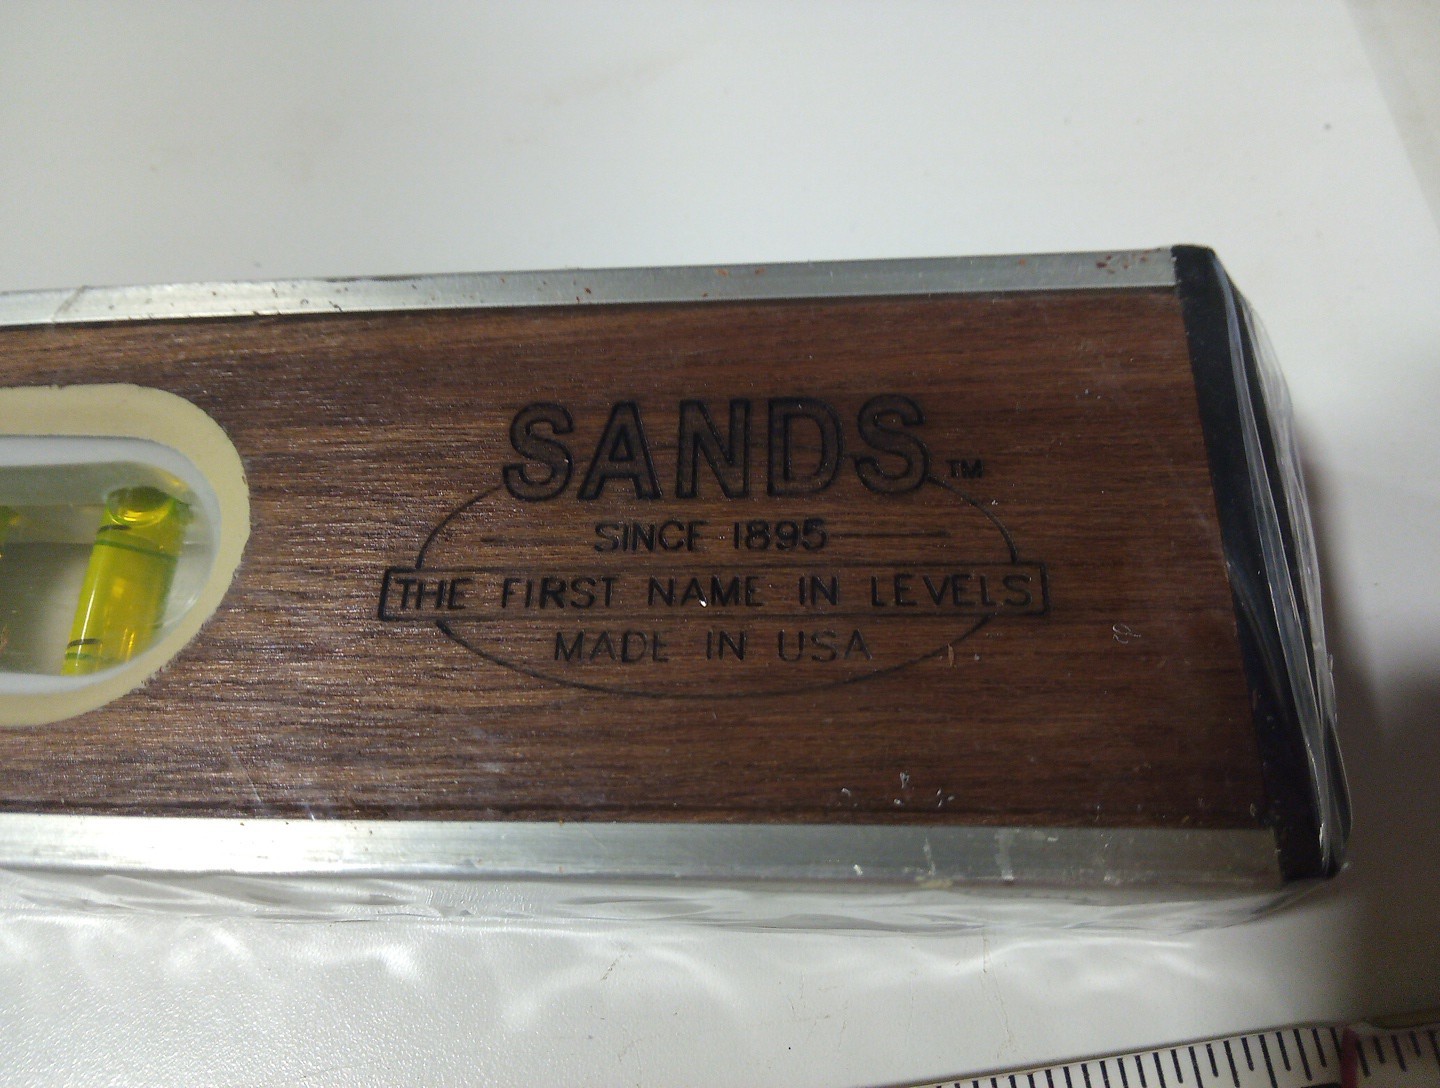 SANDS™
SINCE 1895
THE FIRST NAME IN LEVELS
MADE IN USA